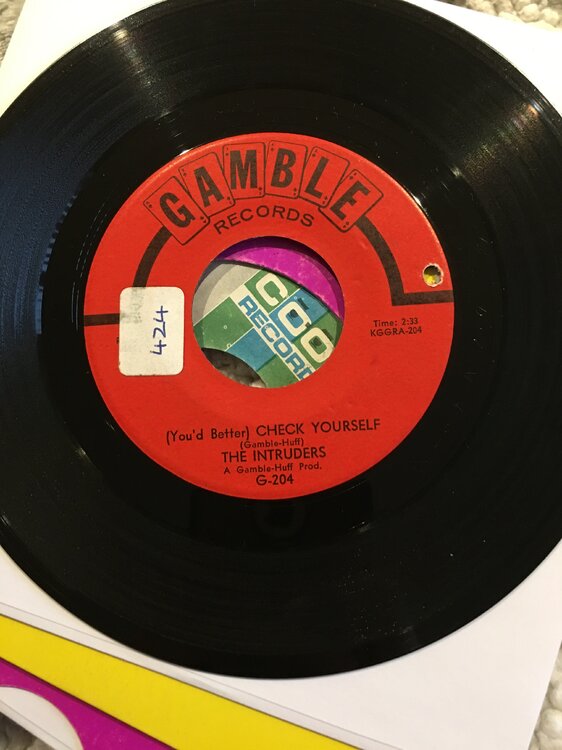 GAMBLE
RECORDS
424
Time: 2:33
KGGRA-204
COO
RECOR
(You'd Better) CHECK YOURSELF
(Gamble-Huff)
THE INTRUDERS
A Gamble-Huff Prod.
G-204